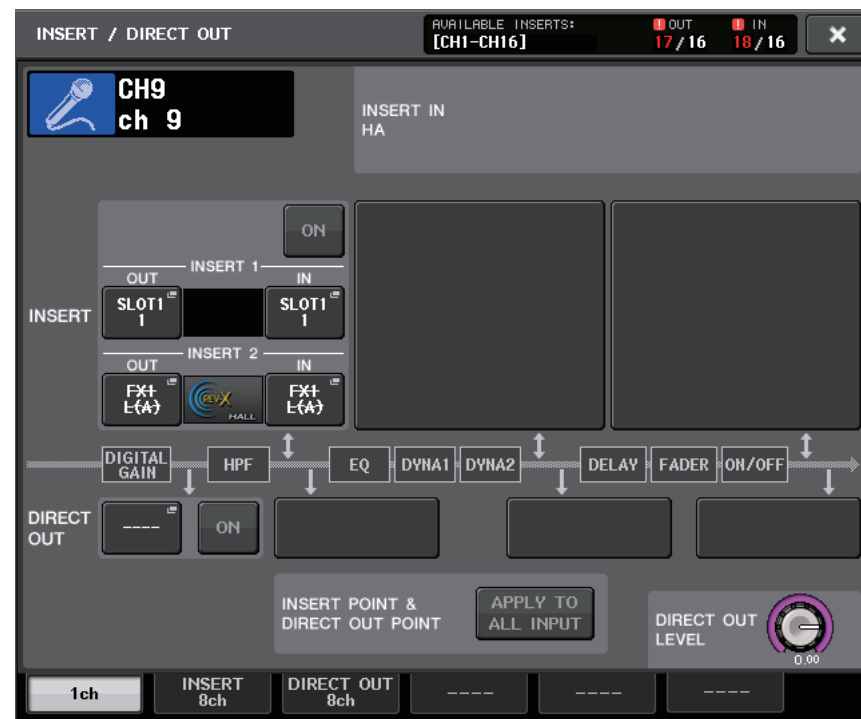 INSERT / DIRECT OUT
AVAILABLE INSERTS:
[CH1-CH16]
! OUT
17/16
! IN
18/16
×
CH9
ch 9
INSERT IN
HA
ON
INSERT 1
OUT
IN
INSERT
SLOT1
1
SLOT1
1
INSERT 2
OUT
IN
FX1
L(A)
REV-X
HALL
FX1
L(A)
DIGITAL
GAIN
HPF
EQ
DYNA1
DYNA2
DELAY
FADER
ON/OFF
DIRECT
OUT
----
ON
INSERT POINT &
DIRECT OUT POINT
APPLY TO
ALL INPUT
DIRECT OUT
LEVEL
0.00
1ch
INSERT
8ch
DIRECT OUT
8ch
----
----
----